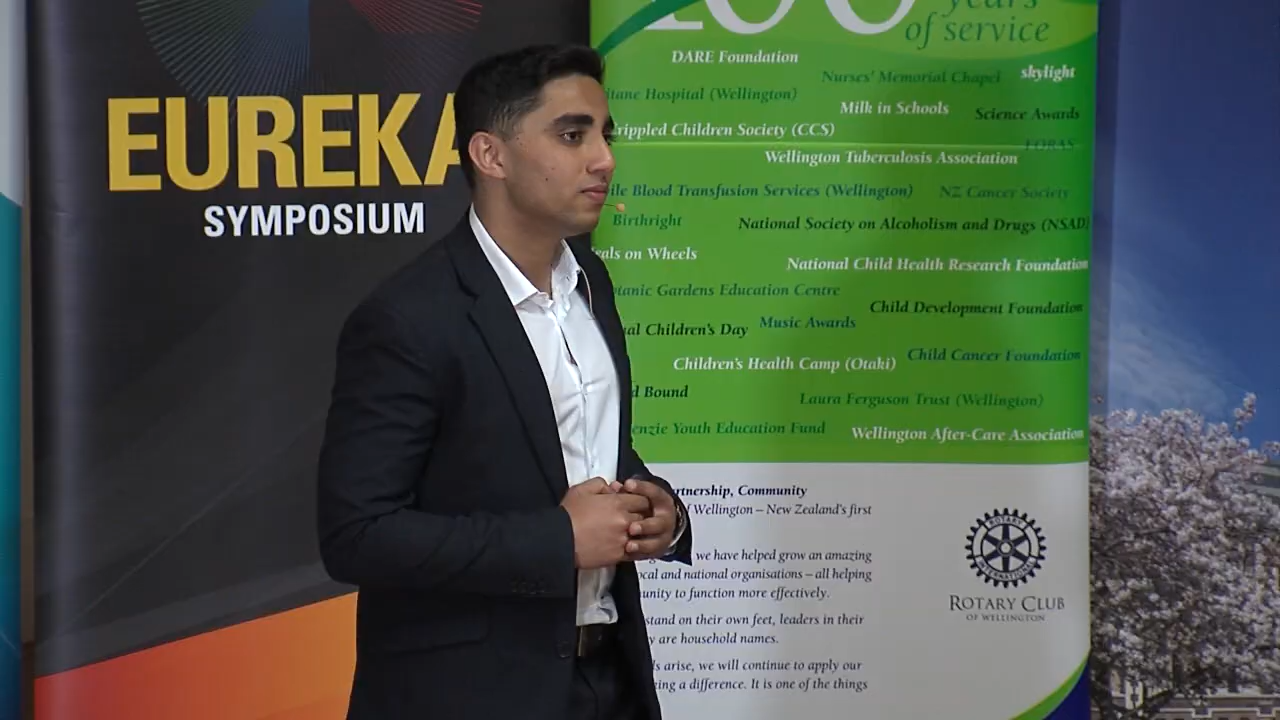 EUREKA
SYMPOSIUM
100 years
of service
DARE Foundation
Nurses' Memorial Chapel
skylight
(Wellington)
Hospital
Milk in Schools
Science Awards
Crippled Children Society (CCS)
Wellington Tuberculosis Association
Blood Transfusion Services (Wellington)
NZ Cancer Society
Birthright
National Society on Alcoholism and Drugs (NSAD)
on Wheels
National Child Health Research Foundation
Gardens Education Centre
Child Development Foundation
Children's Day
Music Awards
Children's Health Camp (Otaki)
Child Cancer Foundation
Bound
Laura Ferguson Trust (Wellington)
Youth Education Fund
Wellington After-Care Association
Community
of Wellington – New Zealand's first
we have helped grow an amazing
and national organisations – all helping
to function more effectively.
stand on their own feet, leaders in their
are household names.
arise, we will continue to apply our
a difference. It is one of the things
ROTARY
INTERNATIONAL
ROTARY CLUB
OF WELLINGTON